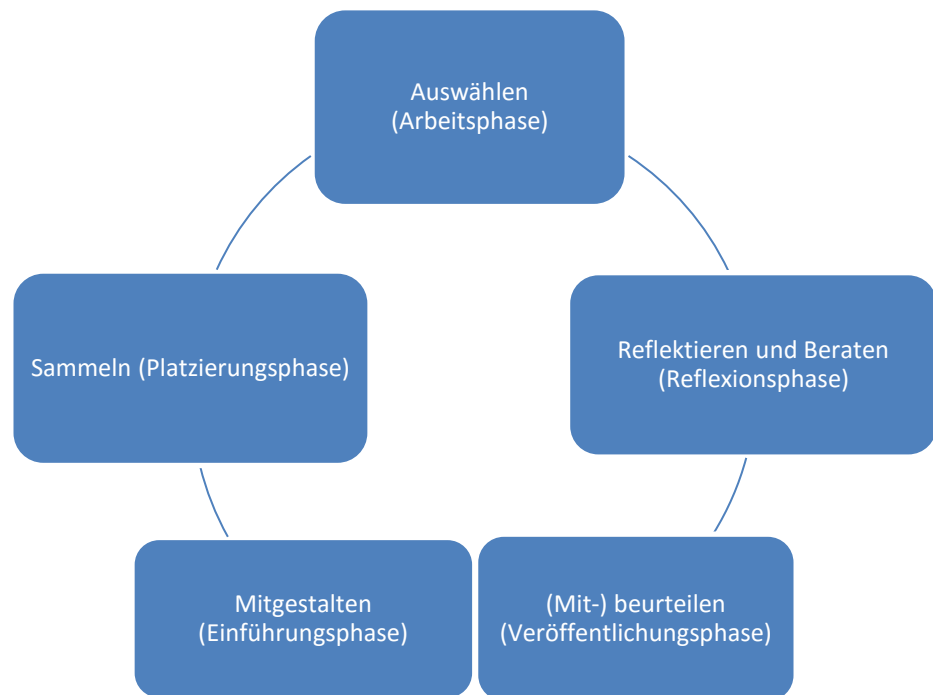 Auswählen
(Arbeitsphase)
Sammeln (Platzierungsphase)
Reflektieren und Beraten
(Reflexionsphase)
Mitgestalten
(Einführungsphase)
(Mit-) beurteilen
(Veröffentlichungsphase)